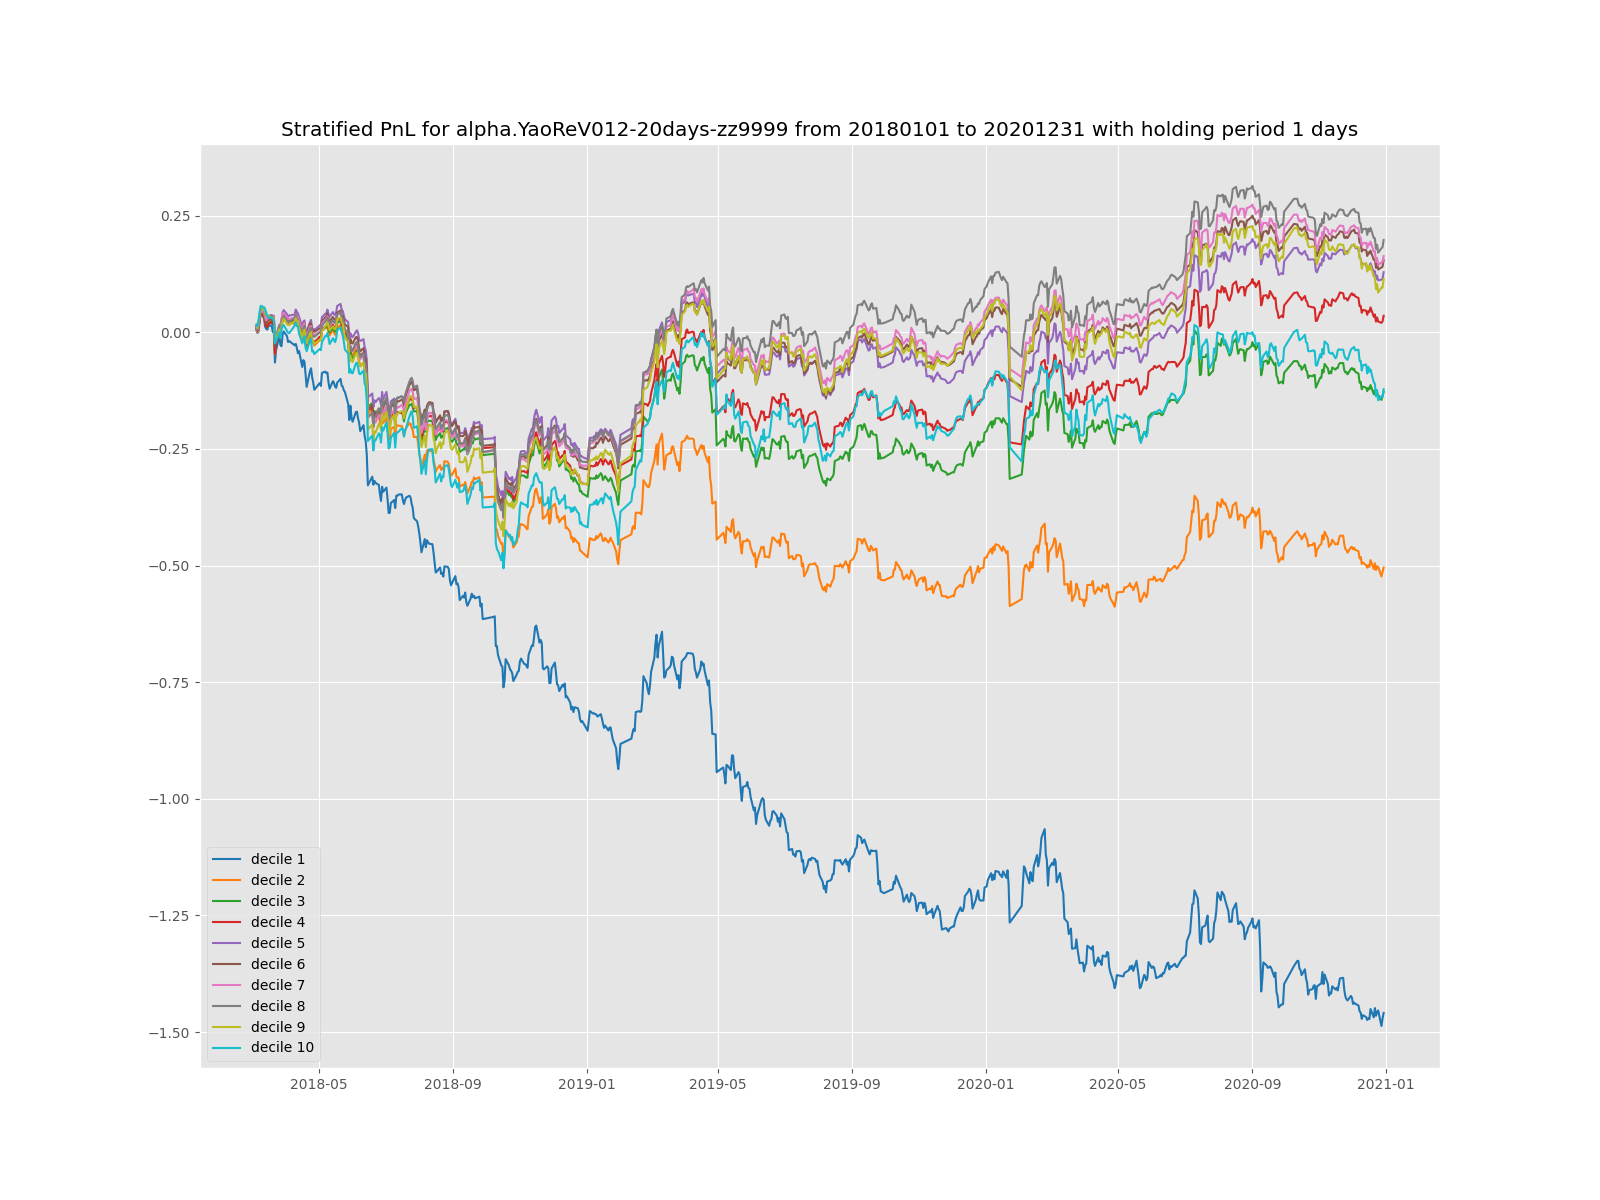 Stratified PnL for alpha.YaoReV012-20days-zz9999 from 20180101 to 20201231 with holding period 1 days
0.25
0.00
−0.25
−0.50
−0.75
−1.00
−1.25
−1.50
decile 1
decile 2
decile 3
decile 4
decile 5
decile 6
decile 7
decile 8
decile 9
decile 10
2018-05 2018-09 2019-01 2019-05 2019-09 2020-01 2020-05 2020-09 2021-01